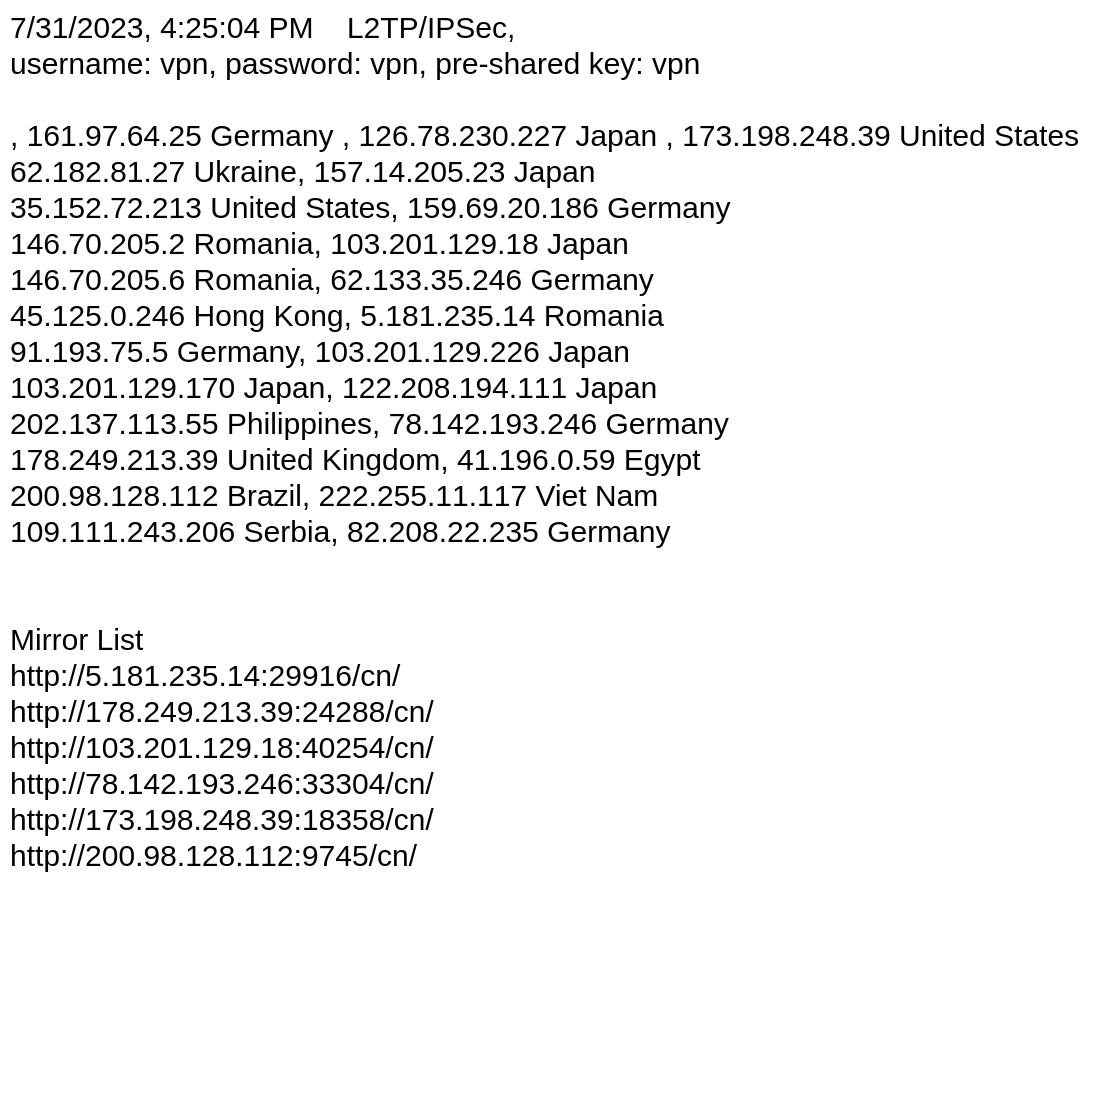 7/31/2023, 4:25:04 PM    L2TP/IPSec,
username: vpn, password: vpn, pre-shared key: vpn
, 161.97.64.25 Germany , 126.78.230.227 Japan , 173.198.248.39 United States
62.182.81.27 Ukraine, 157.14.205.23 Japan
35.152.72.213 United States, 159.69.20.186 Germany
146.70.205.2 Romania, 103.201.129.18 Japan
146.70.205.6 Romania, 62.133.35.246 Germany
45.125.0.246 Hong Kong, 5.181.235.14 Romania
91.193.75.5 Germany, 103.201.129.226 Japan
103.201.129.170 Japan, 122.208.194.111 Japan
202.137.113.55 Philippines, 78.142.193.246 Germany
178.249.213.39 United Kingdom, 41.196.0.59 Egypt
200.98.128.112 Brazil, 222.255.11.117 Viet Nam
109.111.243.206 Serbia, 82.208.22.235 Germany
Mirror List
http://5.181.235.14:29916/cn/
http://178.249.213.39:24288/cn/
http://103.201.129.18:40254/cn/
http://78.142.193.246:33304/cn/
http://173.198.248.39:18358/cn/
http://200.98.128.112:9745/cn/